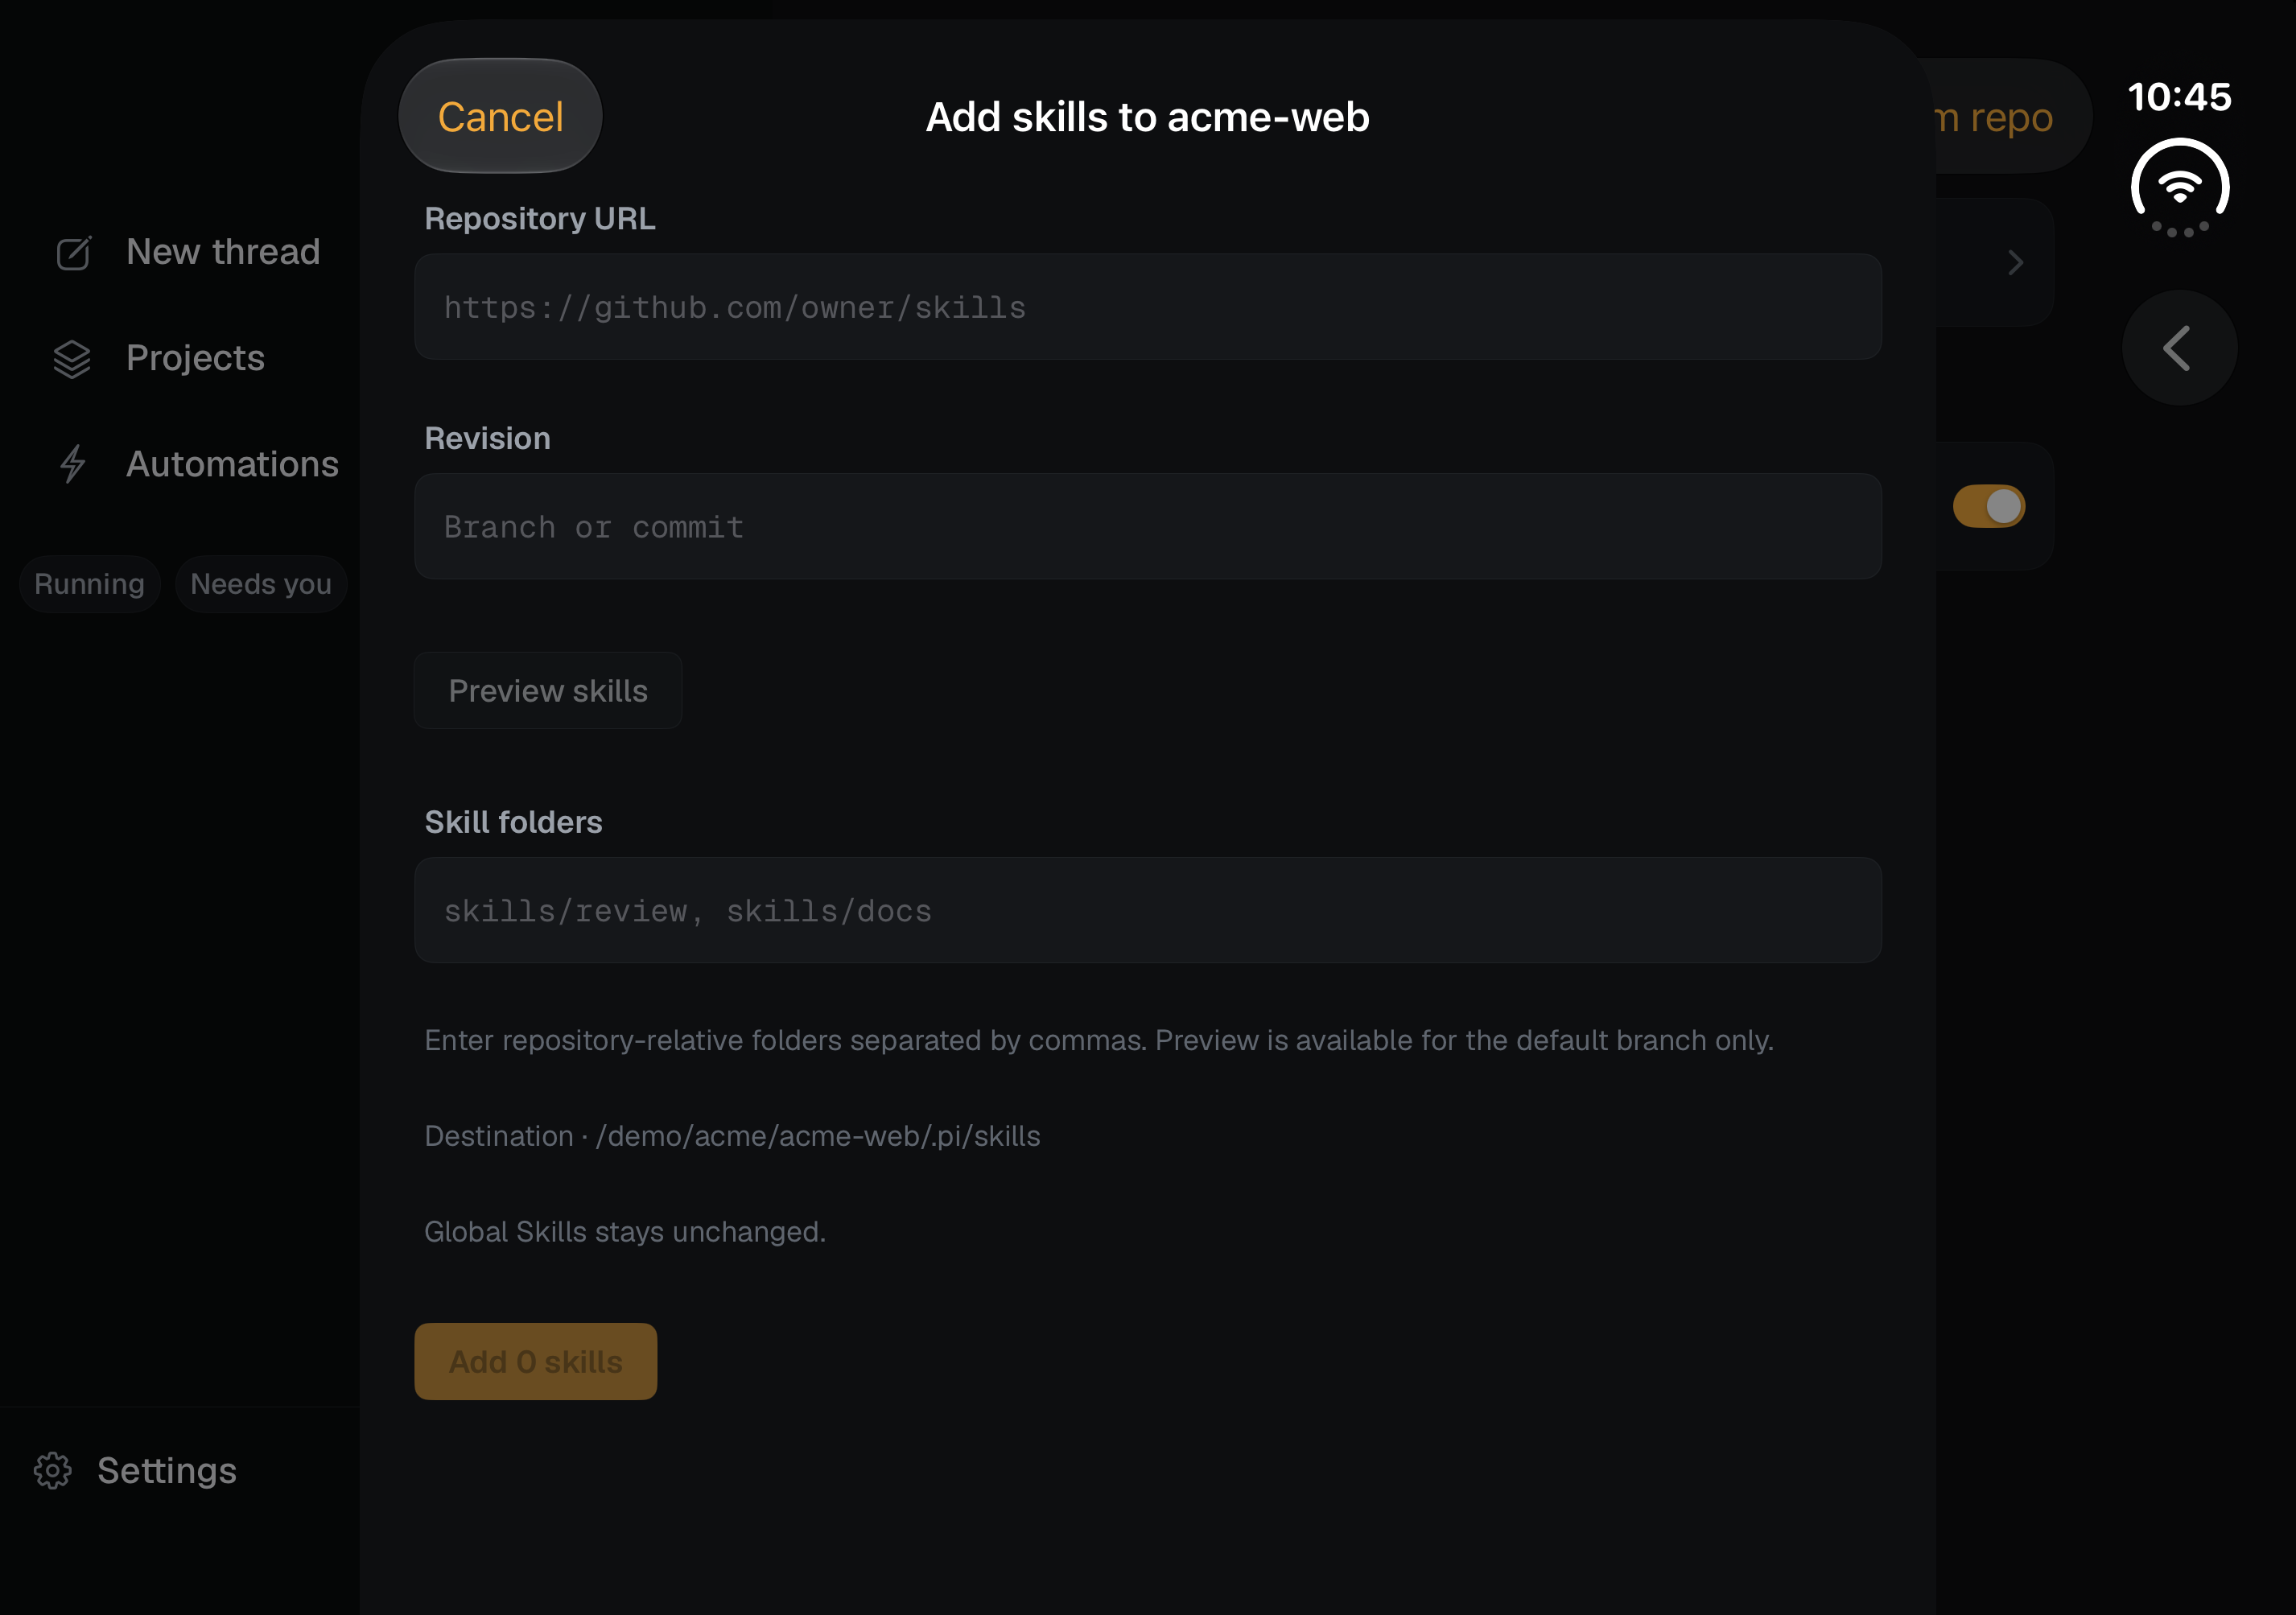 Cancel
Add skills to acme-web
m repo
10:45
New thread
Projects
Automations
Running
Needs you
Settings
Repository URL
https://github.com/owner/skills
Revision
Branch or commit
Preview skills
Skill folders
skills/review, skills/docs
Enter repository-relative folders separated by commas. Preview is available for the default branch only.
Destination · /demo/acme/acme-web/.pi/skills
Global Skills stays unchanged.
Add 0 skills